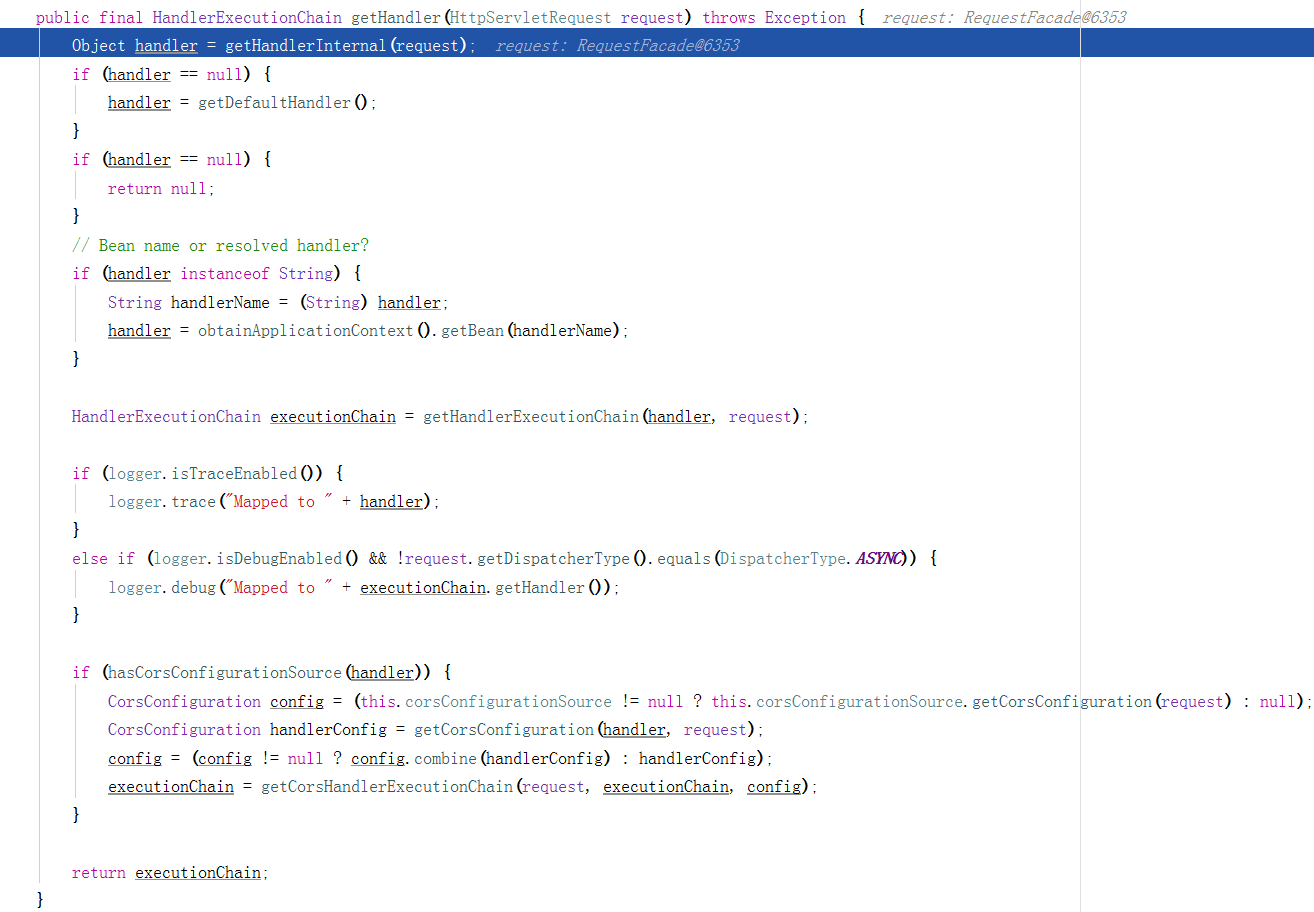 public final HandlerExecutionChain getHandler(HttpServletRequest request) throws Exception {  request: RequestFacade@6353
    Object handler = getHandlerInternal(request);  request: RequestFacade@6353
    if (handler == null) {
        handler = getDefaultHandler();
    }
    if (handler == null) {
        return null;
    }
    // Bean name or resolved handler?
    if (handler instanceof String) {
        String handlerName = (String) handler;
        handler = obtainApplicationContext().getBean(handlerName);
    }

    HandlerExecutionChain executionChain = getHandlerExecutionChain(handler, request);

    if (logger.isTraceEnabled()) {
        logger.trace("Mapped to " + handler);
    }
    else if (logger.isDebugEnabled() && !request.getDispatcherType().equals(DispatcherType.ASYNC)) {
        logger.debug("Mapped to " + executionChain.getHandler());
    }

    if (hasCorsConfigurationSource(handler)) {
        CorsConfiguration config = (this.corsConfigurationSource != null ? this.corsConfigurationSource.getCorsConfiguration(request) : null);
        CorsConfiguration handlerConfig = getCorsConfiguration(handler, request);
        config = (config != null ? config.combine(handlerConfig) : handlerConfig);
        executionChain = getCorsHandlerExecutionChain(request, executionChain, config);
    }

    return executionChain;
}